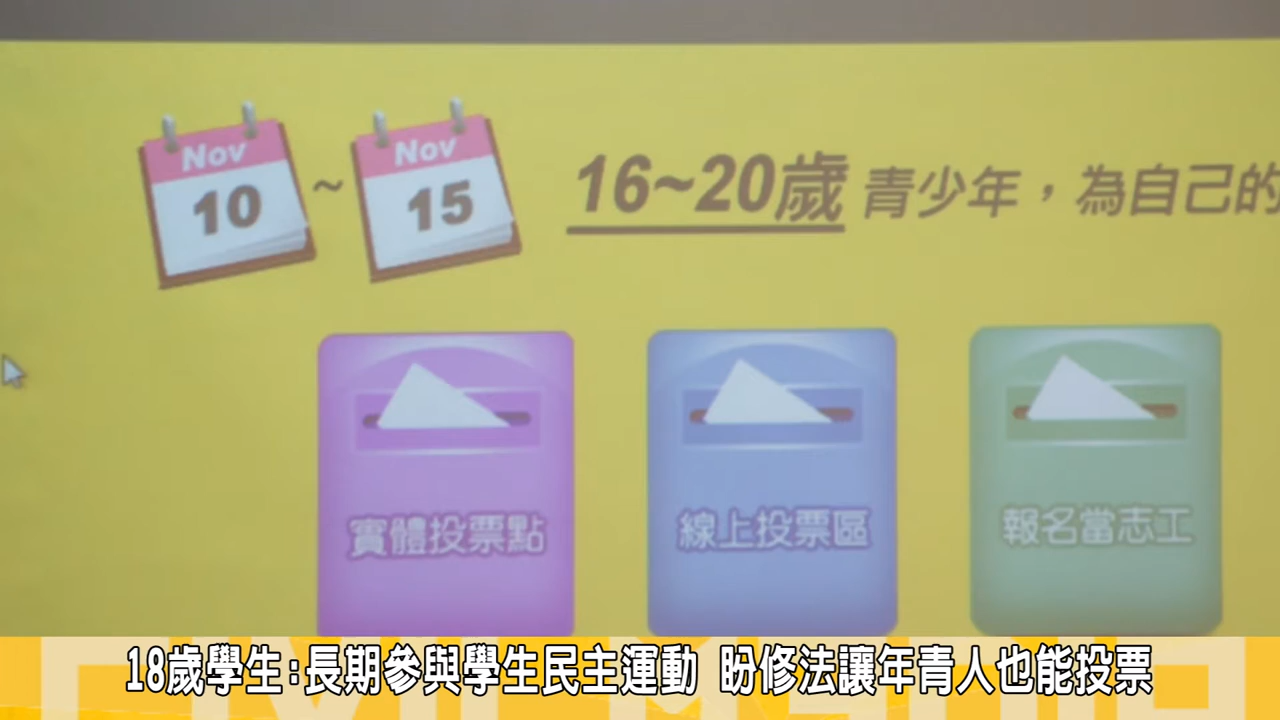 Nov
10
~
Nov
15
16~20歲 青少年，為自己的
實體投票點
線上投票區
報名當志工
18歲學生:長期參與學生民主運動 盼修法讓年青人也能投票